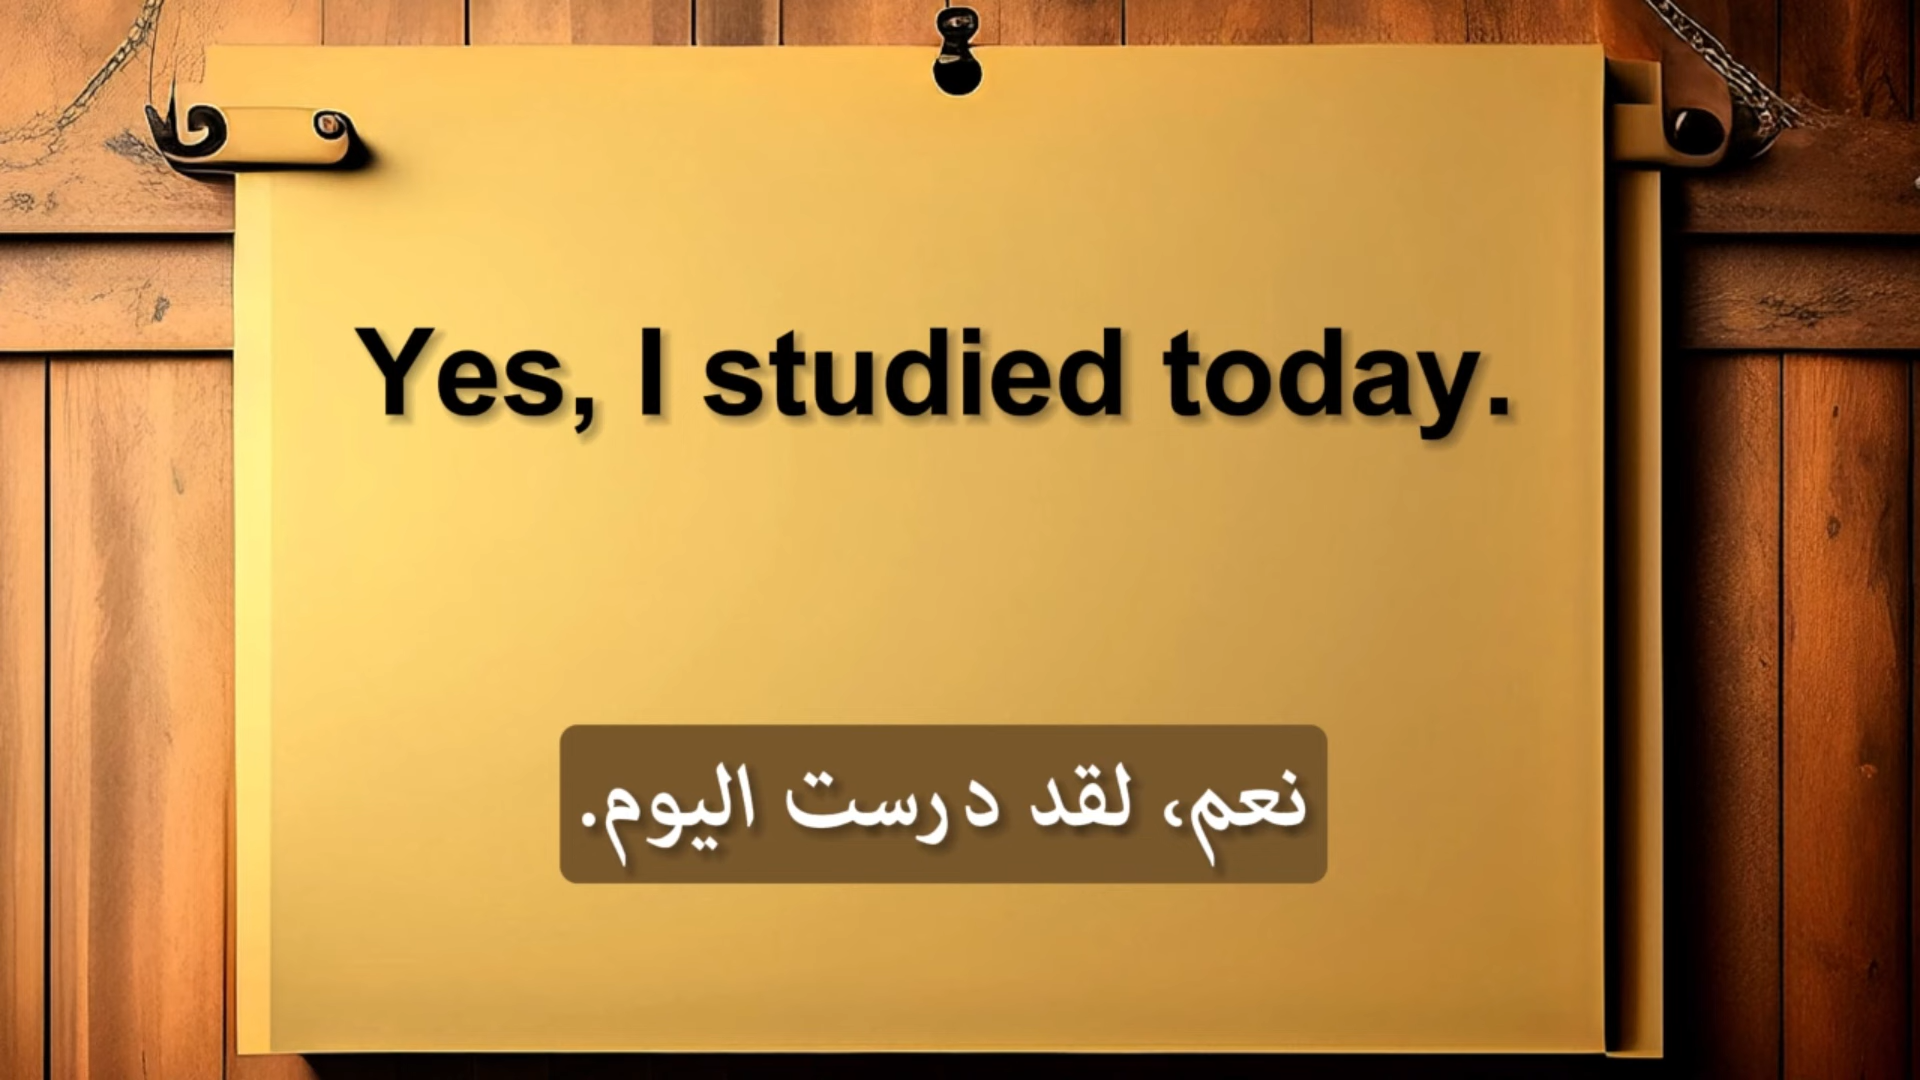 Yes, I studied today.
نعم، لقد درست اليوم.